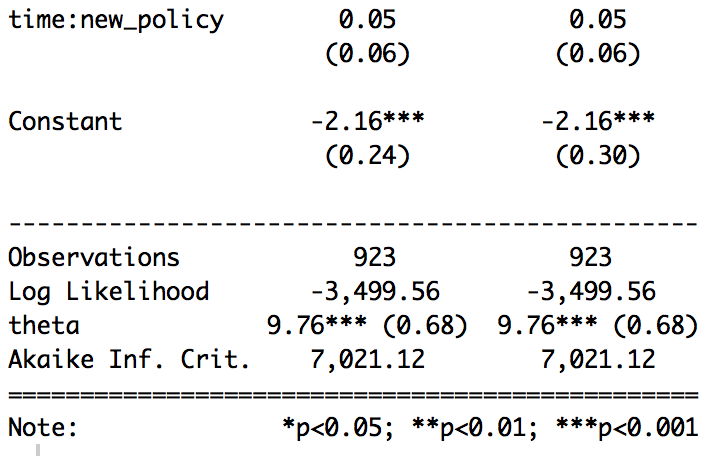 time:new_policy 0.05 0.05
(0.06) (0.06)
Constant -2.16*** -2.16***
(0.24) (0.30)
------------------------------------------------
Observations 923 923
Log Likelihood -3,499.56 -3,499.56
theta 9.76*** (0.68) 9.76*** (0.68)
Akaike Inf. Crit. 7,021.12 7,021.12
================================================
Note: *p<0.05; **p<0.01; ***p<0.001